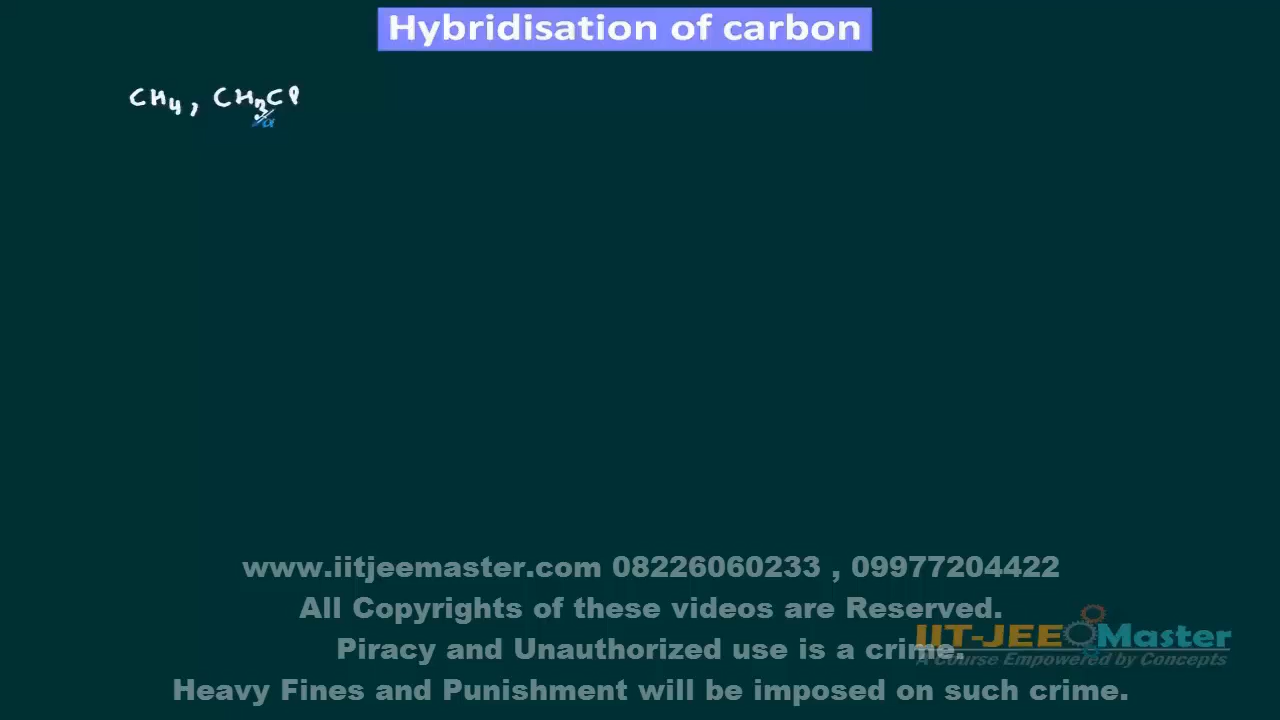 Hybridisation of carbon
CH4, CH3Cl
www.iitjeemaster.com 08226060233 , 09977204422
All Copyrights of these videos are Reserved.
IIT-JEE Master
Piracy and Unauthorized use is a crime.
A Course Empowered by Concepts
Heavy Fines and Punishment will be imposed on such crime.